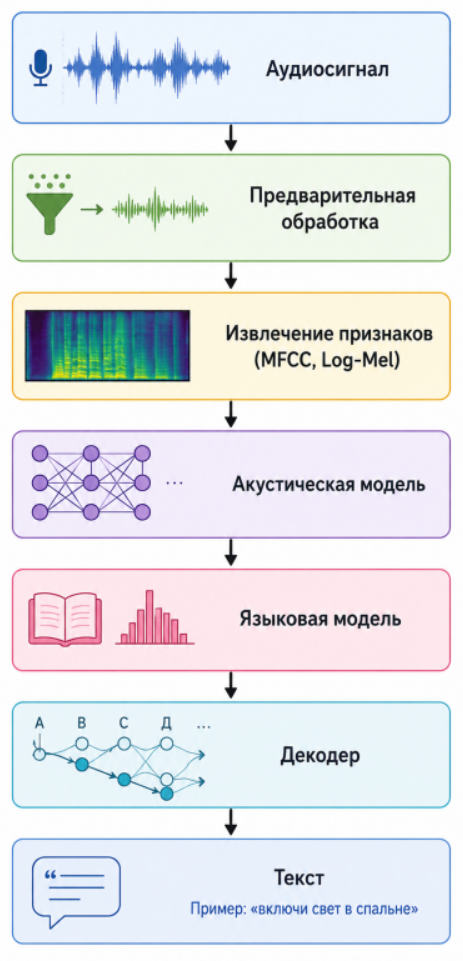 Аудиосигнал
Предварительная
обработка
Извлечение признаков
(MFCC, Log-Mel)
...
Акустическая модель
Языковая модель
А В С Д ...
Декодер
“
Текст
Пример: «включи свет в спальне»